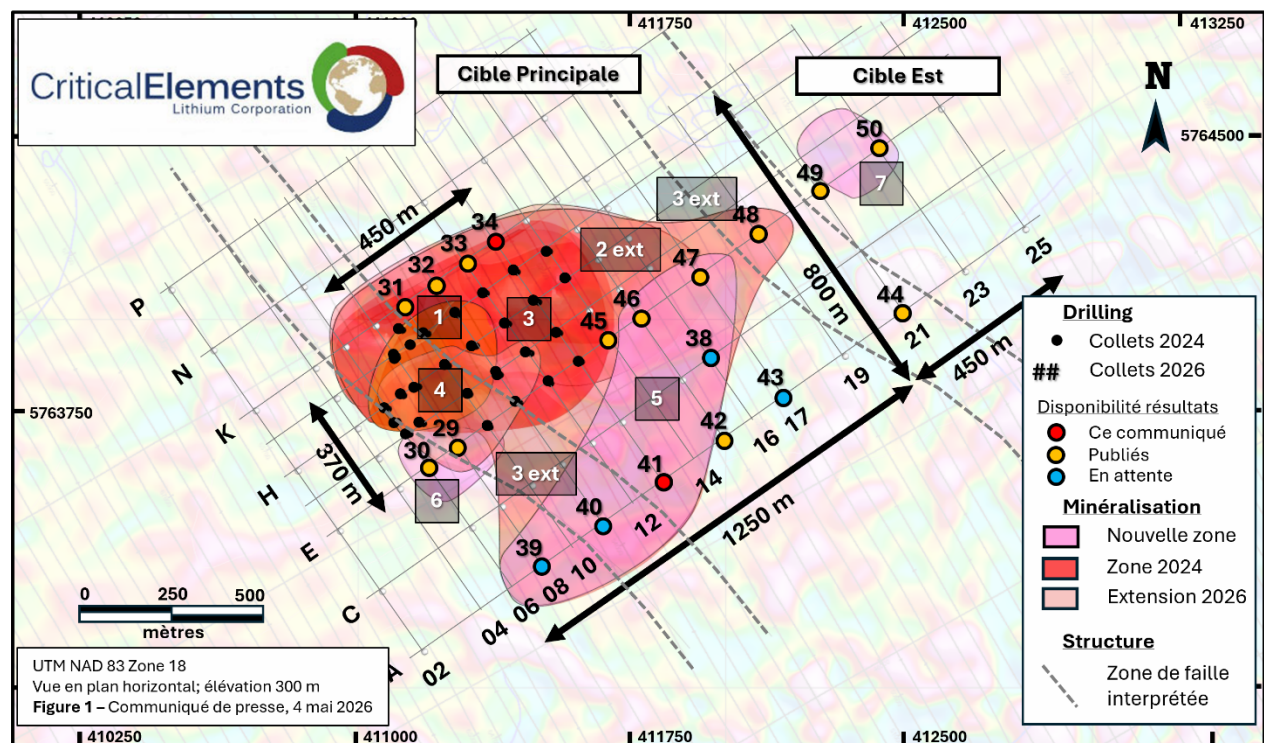 411750
412500
413250
CriticalElements
Lithium Corporation
Cible Principale
Cible Est
N
5764500
50
49
7
3 ext
48
450 m
34
2 ext
33
47
32
31
46
800 m
25
1
3
45
44
23
21
P
38
450 m
N
4
5
43
19
5763750
K
29
42
16
17
370 m
30
3 ext
41
14
H
6
40
12
1250 m
E
39
10
08
06
04
C
A
02
0
250
500
mètres
UTM NAD 83 Zone 18
Vue en plan horizontal; élévation 300 m
Figure 1 – Communiqué de presse, 4 mai 2026
Drilling
Collets 2024
## Collets 2026
Disponibilité résultats
Ce communiqué
Publiés
En attente
Minéralisation
Nouvelle zone
Zone 2024
Extension 2026
Structure
Zone de faille
interprétée
410250
411000
411750
412500